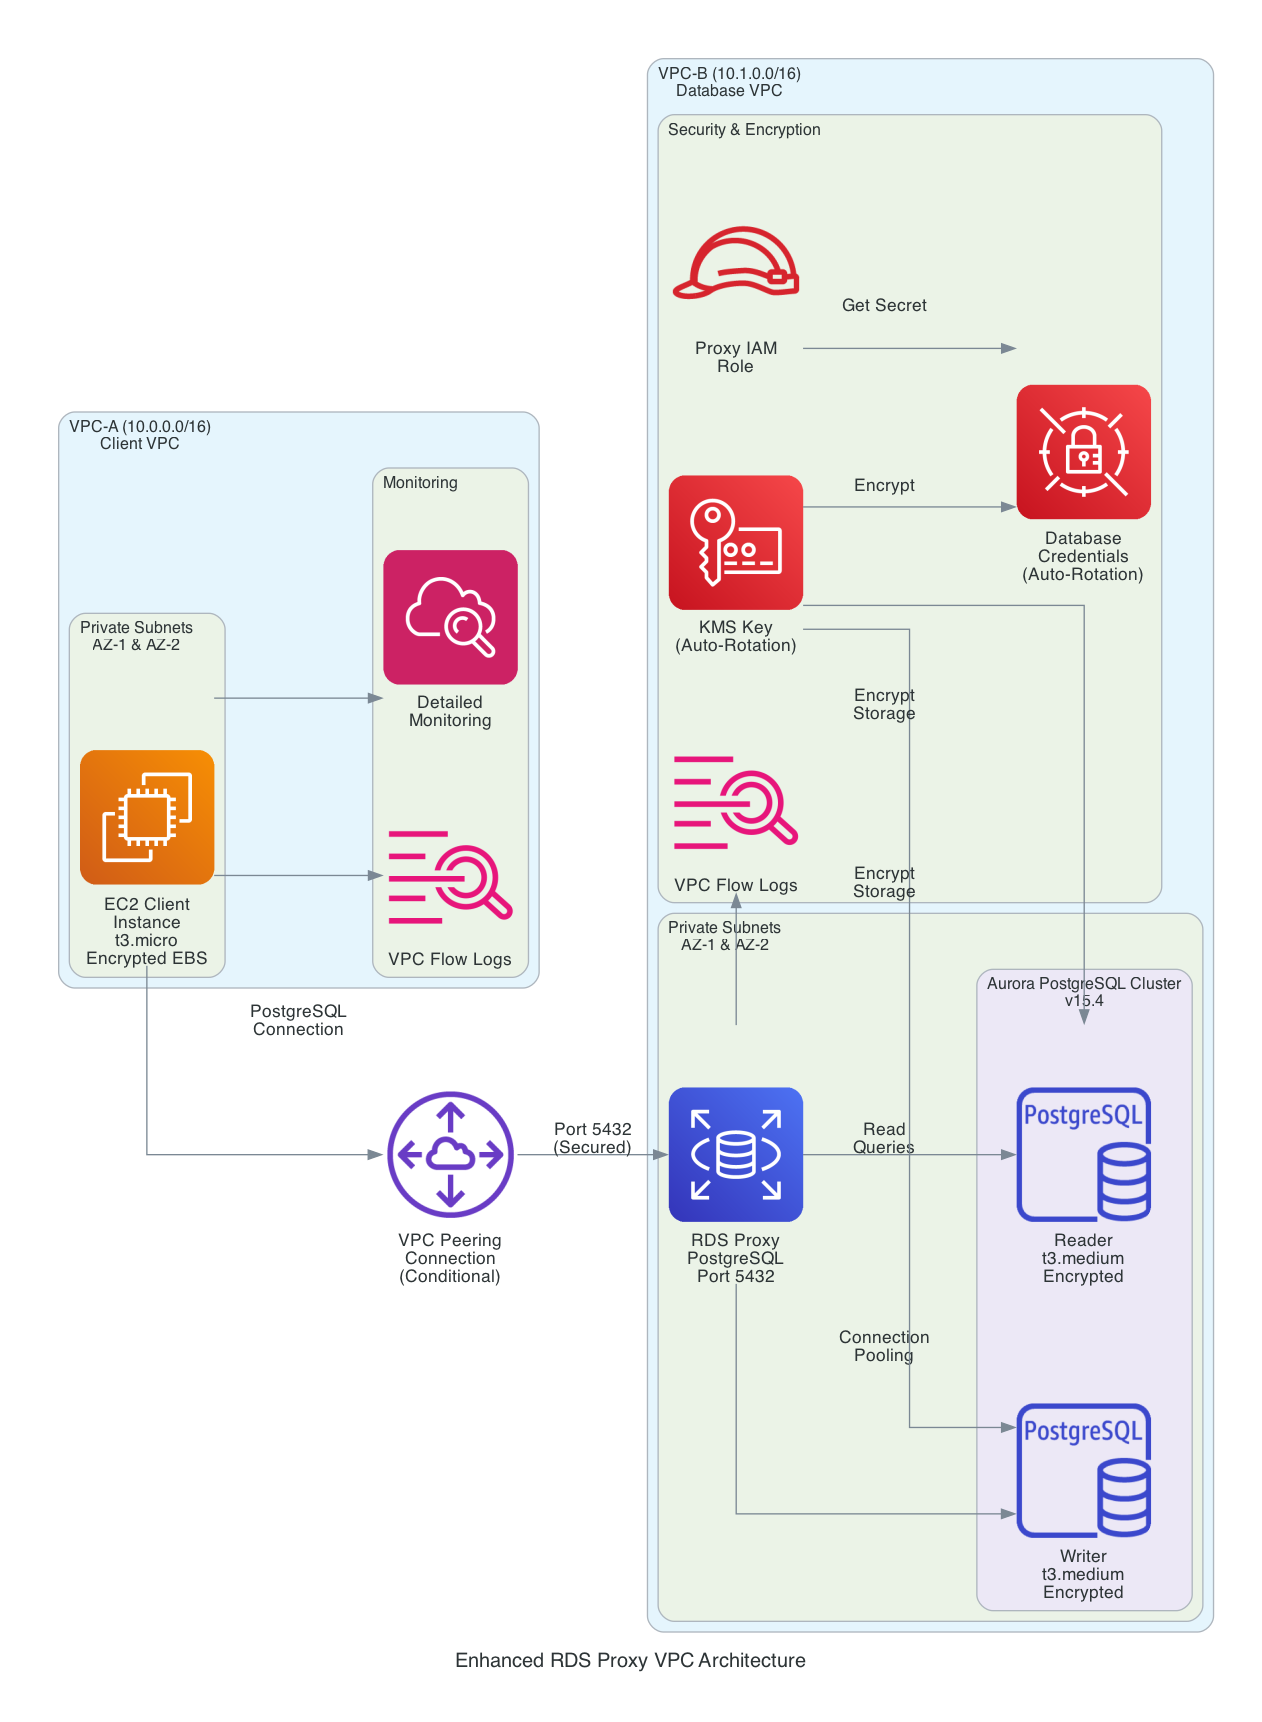 VPC-B (10.1.0.0/16)
Database VPC
Security & Encryption
Get Secret
Proxy IAM
Role
Encrypt
Database
Credentials
(Auto-Rotation)
KMS Key
(Auto-Rotation)
Encrypt
Storage
VPC Flow Logs
Encrypt
Storage
VPC-A (10.0.0.0/16)
Client VPC
Monitoring
Private Subnets
AZ-1 & AZ-2
Detailed
Monitoring
EC2 Client
Instance
t3.micro
Encrypted EBS
VPC Flow Logs
PostgreSQL
Connection
VPC Peering
Connection
(Conditional)
Port 5432
(Secured)
Private Subnets
AZ-1 & AZ-2
Aurora PostgreSQL Cluster
v15.4
RDS Proxy
PostgreSQL
Port 5432
Read
Queries
PostgreSQL
Reader
t3.medium
Encrypted
Connection
Pooling
PostgreSQL
Writer
t3.medium
Encrypted
Enhanced RDS Proxy VPC Architecture